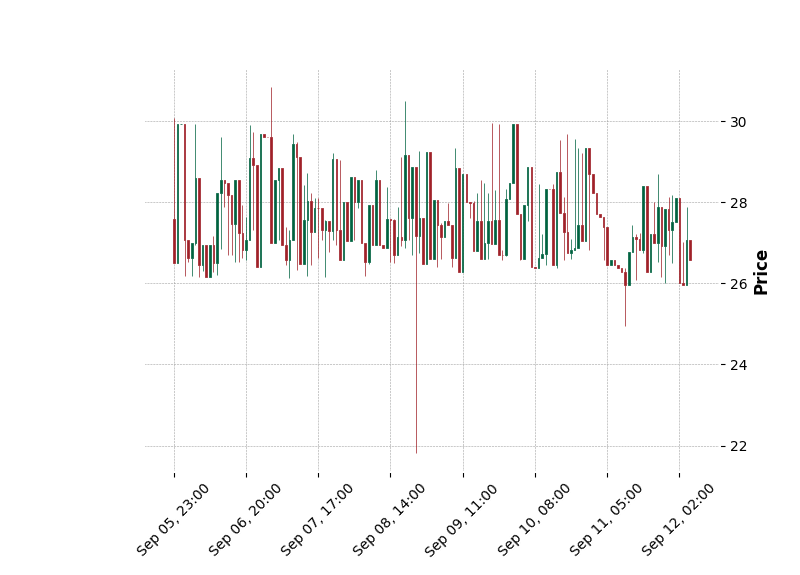 30
28
26
24
22
Price
Sep 05, 23:00
Sep 06, 20:00
Sep 07, 17:00
Sep 08, 14:00
Sep 09, 11:00
Sep 10, 08:00
Sep 11, 05:00
Sep 12, 02:00